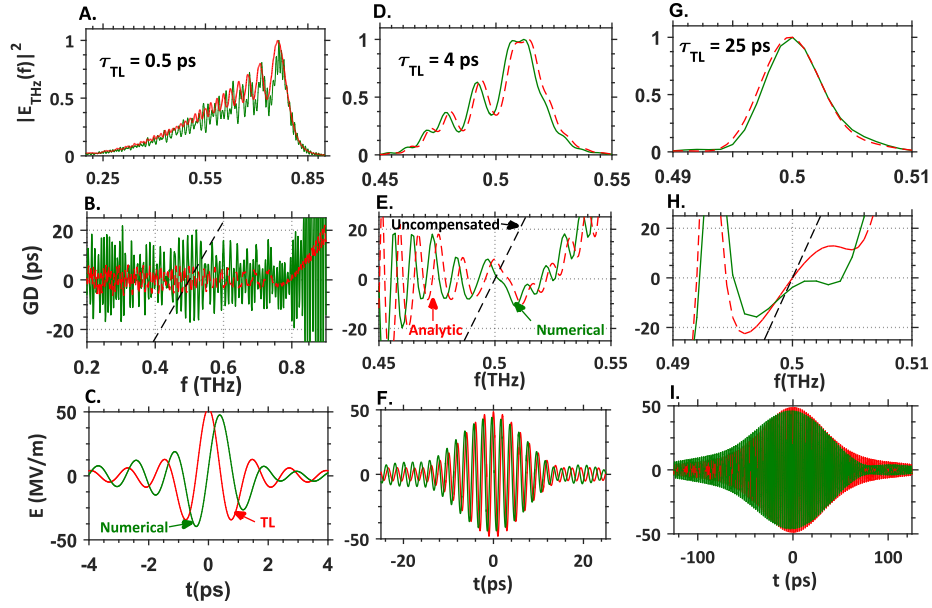 A.
D.
G.
τTL = 0.5 ps
τTL = 4 ps
τTL = 25 ps
|ETHz(f)|²
1
0.5
0
0.25
0.55
0.85
1
0.5
0
0.45
0.5
0.55
1
0.5
0
0.49
0.5
0.51
B.
E.
H.
GD (ps)
20
0
-20
0.2
0.4
0.6
0.8
f (THz)
Uncompensated
Analytic
Numerical
20
0
-20
0.45
0.5
0.55
f(THz)
20
0
-20
0.49
0.5
0.51
f(THz)
C.
F.
I.
E (MV/m)
50
0
-50
-4
-2
0
2
4
t(ps)
Numerical
TL
50
0
-50
-20
0
20
t(ps)
50
0
-50
-100
0
100
t (ps)